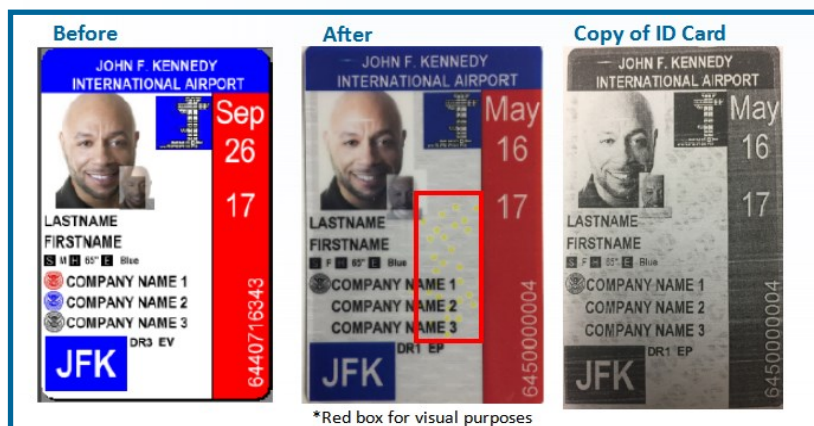 Before
JOHN F. KENNEDY
INTERNATIONAL AIRPORT
Sep
26
17
LASTNAME
FIRSTNAME
S M H 65" E Blue
COMPANY NAME 1
COMPANY NAME 2
COMPANY NAME 3
DR3 EV
JFK
6440716343
After
JOHN F. KENNEDY
INTERNATIONAL AIRPORT
May
16
17
LASTNAME
FIRSTNAME
S F H 65" E Blue
COMPANY NAME 1
COMPANY NAME 2
COMPANY NAME 3
DR1 EP
JFK
6450000004
Copy of ID Card
JOHN F. KENNEDY
INTERNATIONAL AIRPORT
May
16
17
LASTNAME
FIRSTNAME
S F H 65" E Blue
COMPANY NAME 1
COMPANY NAME 2
COMPANY NAME 3
DR1 EP
JFK
6450000004
*Red box for visual purposes